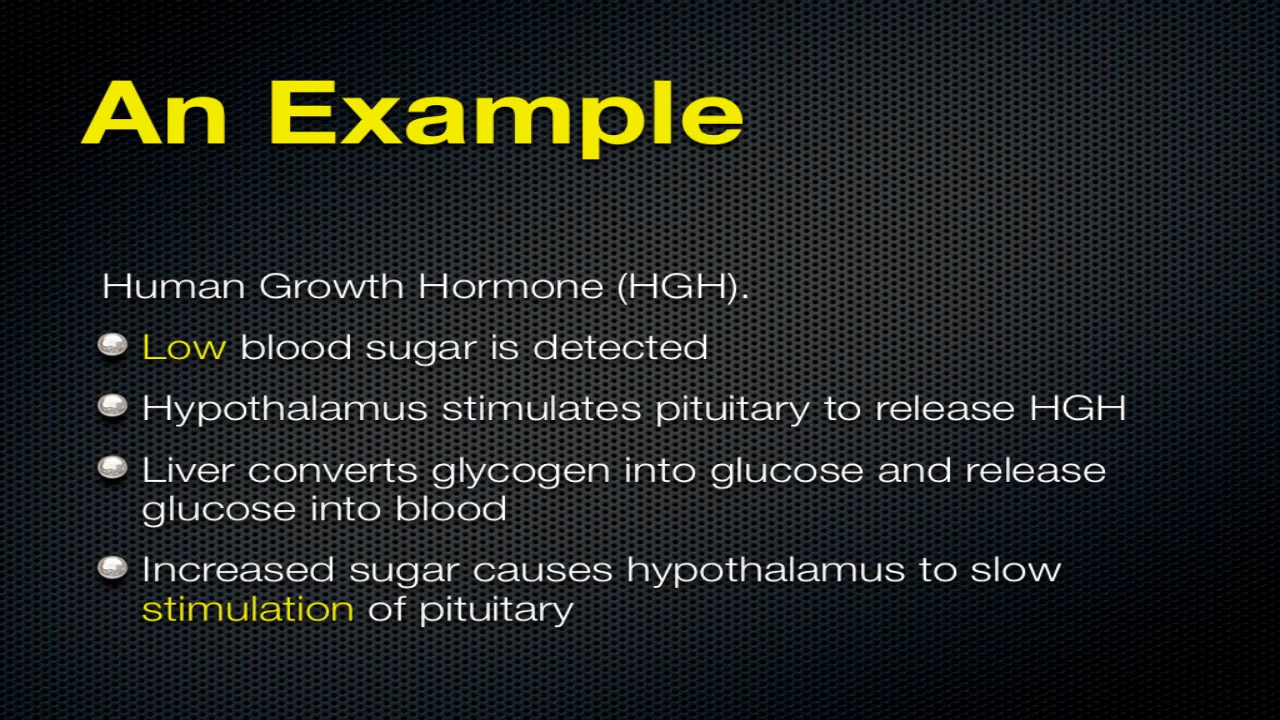 An Example
Human Growth Hormone (HGH).
Low blood sugar is detected
Hypothalamus stimulates pituitary to release HGH
Liver converts glycogen into glucose and release
glucose into blood
Increased sugar causes hypothalamus to slow
stimulation of pituitary